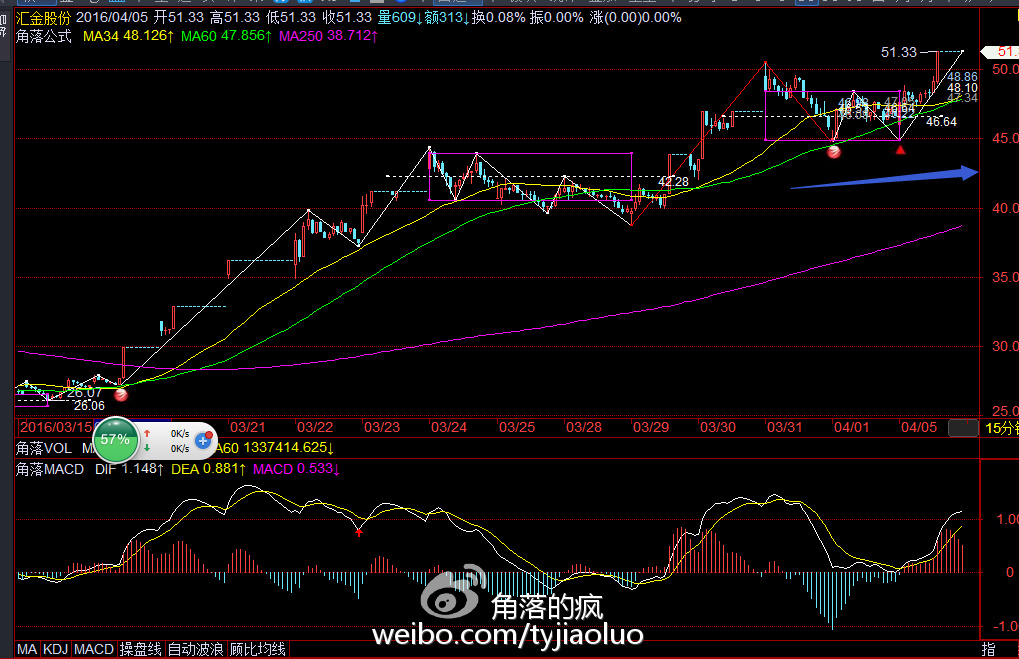 汇金股份 2016/04/05 开51.33 高51.33 低51.33 收51.33 量609↓额313↓换0.08% 振0.00% 涨(0.00)0.00%
角落公式 MA34 48.126↑ MA60 47.856↑ MA250 38.712↑
51.33
51.
50.0
48.86
48.10
47.34
46.64
45.0
42.28
40.0
35.0
30.0
26.07
26.06
25.0
2016/03/15 03/21 03/22 03/23 03/24 03/25 03/28 03/29 03/30 03/31 04/01 04/05 15分钟
57% 0K/s
0K/s
角落VOL A60 1337414.625↓
角落MACD DIF 1.148↑ DEA 0.881↑ MACD 0.533↓
1.00
0
-1.0
角落的疯
weibo.com/tyjiaoluo
MA KDJ MACD 操盘线 自动波浪 顾比均线 指